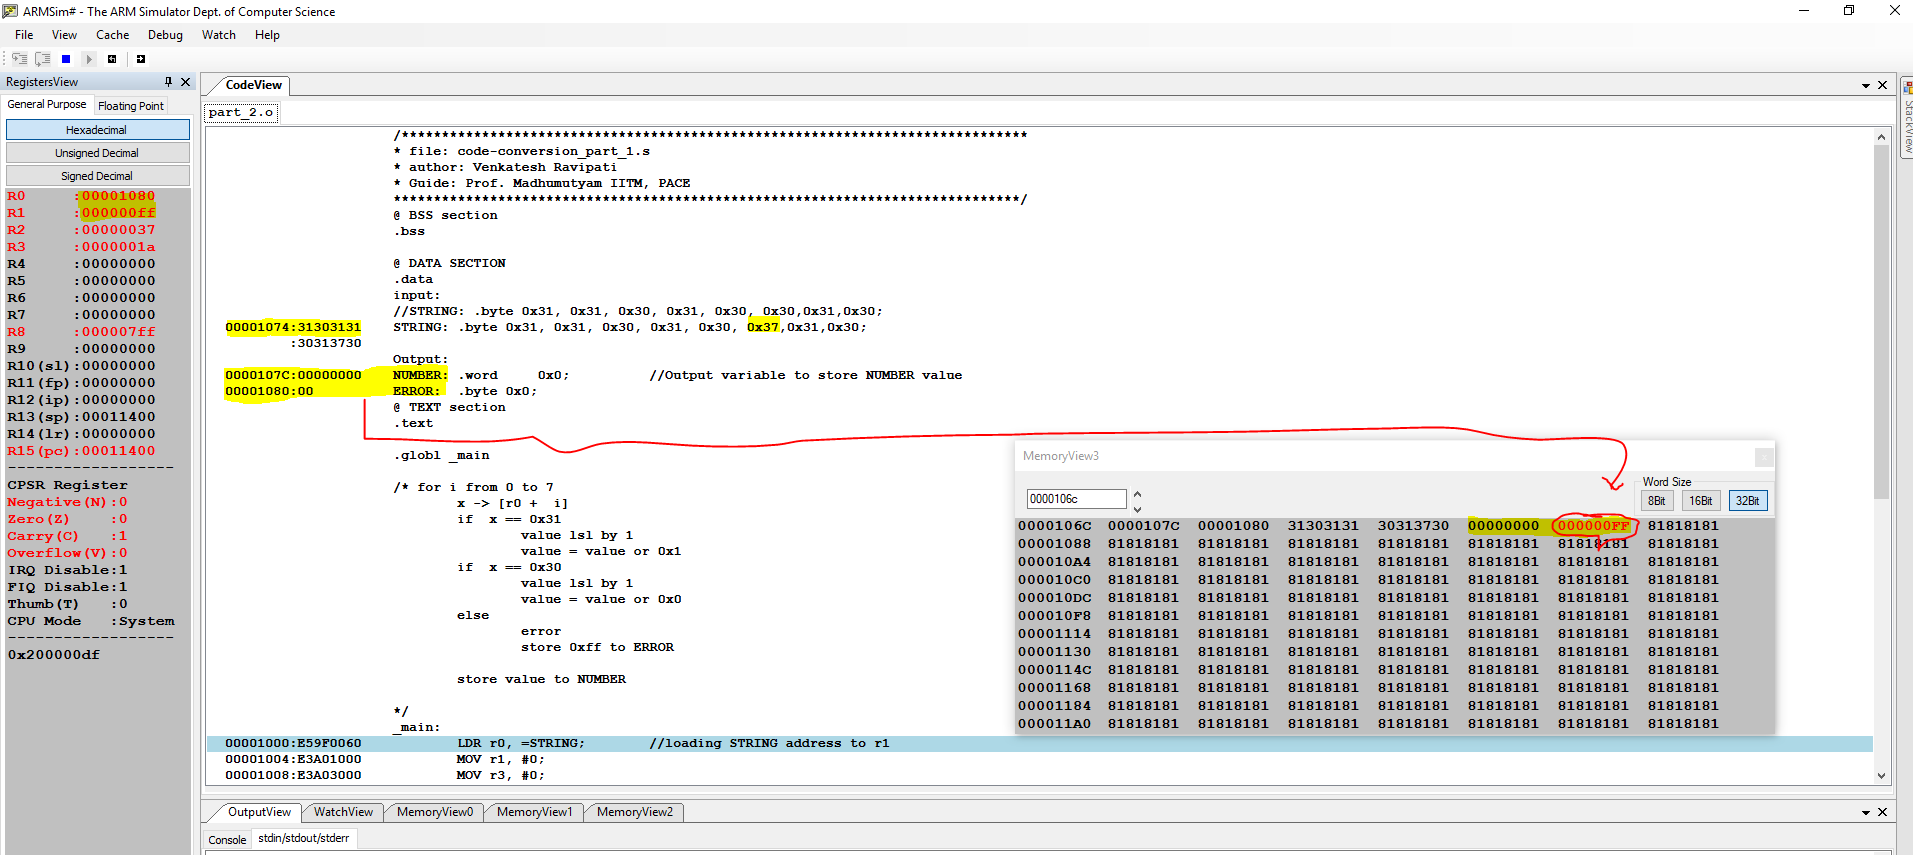 ARMSim# - The ARM Simulator Dept. of Computer Science
File View Cache Debug Watch Help
RegistersView
General Purpose Floating Point
Hexadecimal
Unsigned Decimal
Signed Decimal
R0 :00001080
R1 :000000ff
R2 :00000037
R3 :0000001a
R4 :00000000
R5 :00000000
R6 :00000000
R7 :00000000
R8 :000007ff
R9 :00000000
R10(sl):00000000
R11(fp):00000000
R12(ip):00000000
R13(sp):00011400
R14(lr):00000000
R15(pc):00011400
------------------
CPSR Register
Negative(N):0
Zero(Z) :0
Carry(C) :1
Overflow(V):0
IRQ Disable:1
FIQ Disable:1
Thumb(T) :0
CPU Mode :System
------------------
0x200000df
CodeView
part_2.o
/******************************************************************************
* file: code-conversion_part_1.s
* author: Venkatesh Ravipati
* Guide: Prof. Madhumutyam IITM, PACE
******************************************************************************/
@ BSS section
.bss
@ DATA SECTION
.data
input:
//STRING: .byte 0x31, 0x31, 0x30, 0x31, 0x30, 0x30,0x31,0x30;
00001074:31303131 STRING: .byte 0x31, 0x31, 0x30, 0x31, 0x30, 0x37,0x31,0x30;
:30313730
Output:
0000107C:00000000 NUMBER: .word 0x0; //Output variable to store NUMBER value
00001080:00 ERROR: .byte 0x0;
@ TEXT section
.text
.globl _main
/* for i from 0 to 7
x -> [r0 + i]
if x == 0x31
value lsl by 1
value = value or 0x1
if x == 0x30
value lsl by 1
value = value or 0x0
else
error
store 0xff to ERROR
store value to NUMBER
*/
_main:
00001000:E59F0060 LDR r0, =STRING; //loading STRING address to r1
00001004:E3A01000 MOV r1, #0;
00001008:E3A03000 MOV r3, #0;
MemoryView3
0000106c
Word Size
8Bit 16Bit 32Bit
0000106C 0000107C 00001080 31303131 30313730 00000000 000000FF 81818181
00001088 81818181 81818181 81818181 81818181 81818181 81818181 81818181
000010A4 81818181 81818181 81818181 81818181 81818181 81818181 81818181
000010C0 81818181 81818181 81818181 81818181 81818181 81818181 81818181
000010DC 81818181 81818181 81818181 81818181 81818181 81818181 81818181
000010F8 81818181 81818181 81818181 81818181 81818181 81818181 81818181
00001114 81818181 81818181 81818181 81818181 81818181 81818181 81818181
00001130 81818181 81818181 81818181 81818181 81818181 81818181 81818181
0000114C 81818181 81818181 81818181 81818181 81818181 81818181 81818181
00001168 81818181 81818181 81818181 81818181 81818181 81818181 81818181
00001184 81818181 81818181 81818181 81818181 81818181 81818181 81818181
000011A0 81818181 81818181 81818181 81818181 81818181 81818181 81818181
StackView
OutputView WatchView MemoryView0 MemoryView1 MemoryView2
Console stdin/stdout/stderr